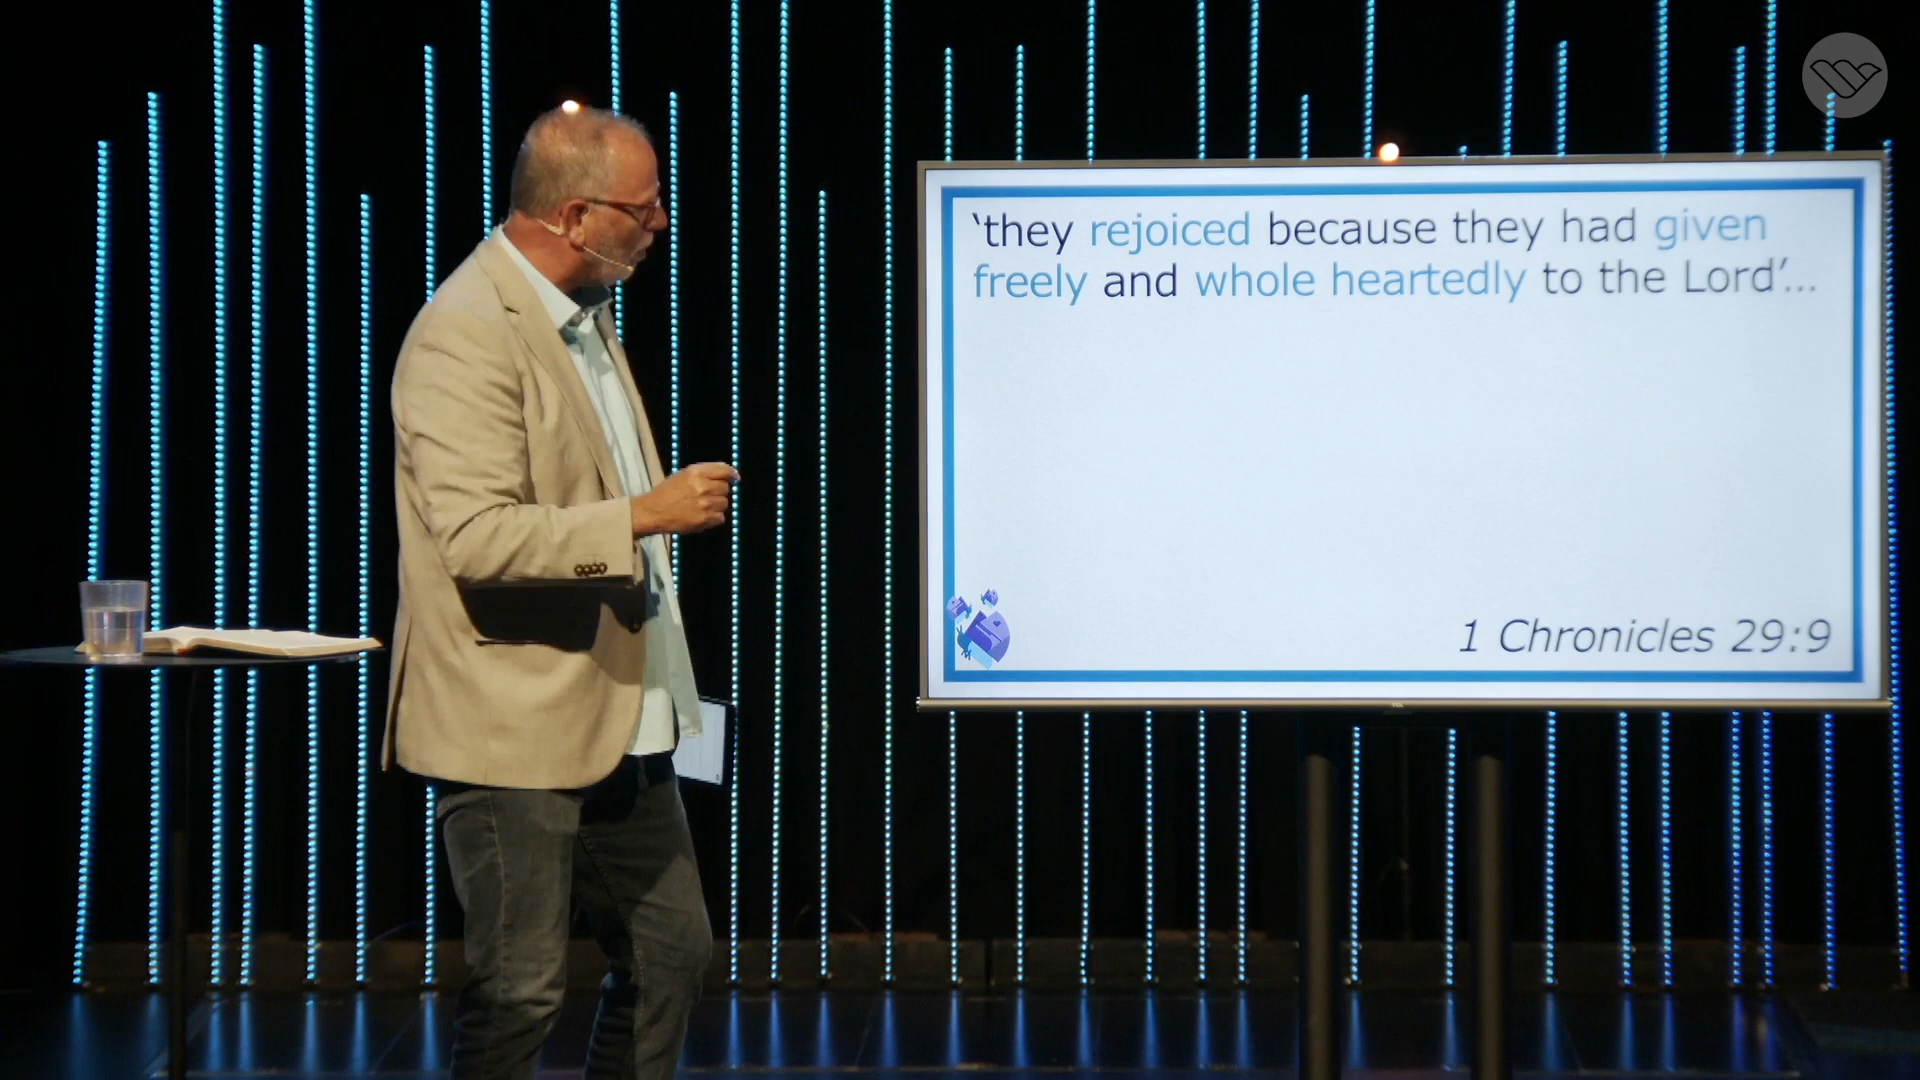 ‘they rejoiced because they had given
freely and whole heartedly to the Lord’...
1 Chronicles 29:9